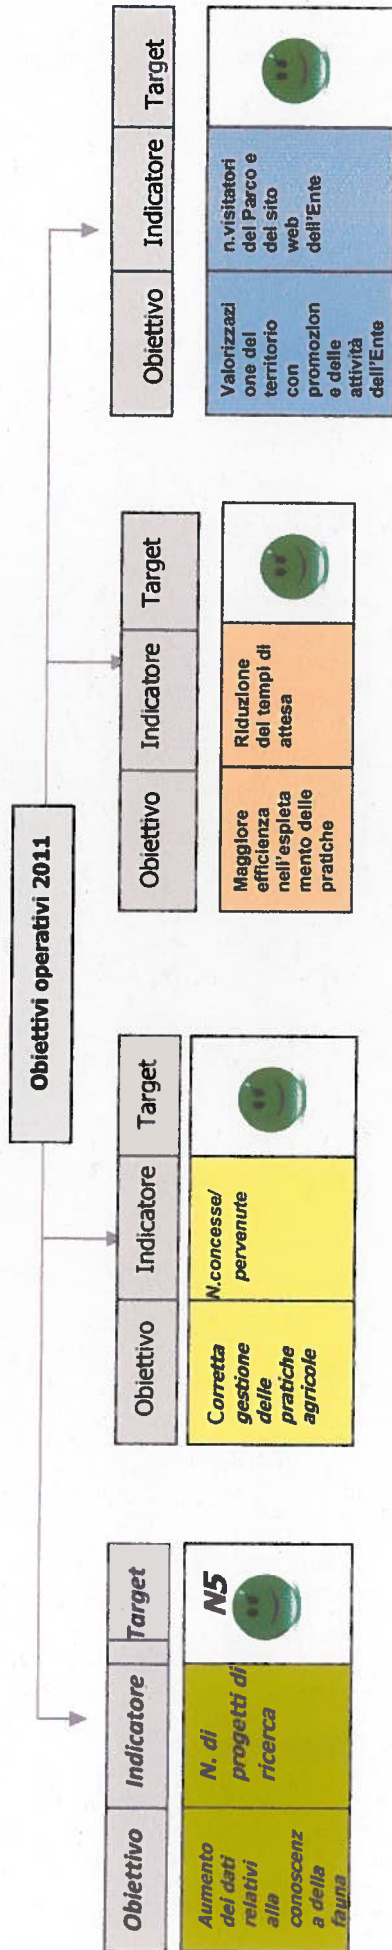 Obiettivi operativi 2011
Obiettivo
Indicatore
Target
Aumento
dei dati
relativi
alla
conoscenz
a della
fauna
N. di
progetti di
ricerca
N5
Obiettivo
Indicatore
Target
Corretta
gestione
delle
pratiche
agricole
N.concesse/
pervenute
Obiettivo
Indicatore
Target
Maggiore
efficienza
nell'espleta
mento delle
pratiche
Riduzione
dei tempi di
attesa
Obiettivo
Indicatore
Target
Valorizzazi
one del
territorio
con
promozion
e delle
attività
dell'Ente
n.visitatori
del Parco e
del sito
web
dell'Ente